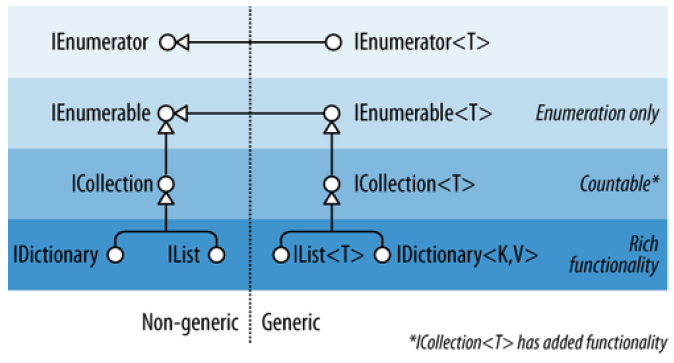 IEnumerator IEnumerator<T>
IEnumerable IEnumerable<T> Enumeration only
ICollection ICollection<T> Countable*
IDictionary IList IList<T> IDictionary<K,V> Rich
functionality
Non-generic Generic
*ICollection<T> has added functionality